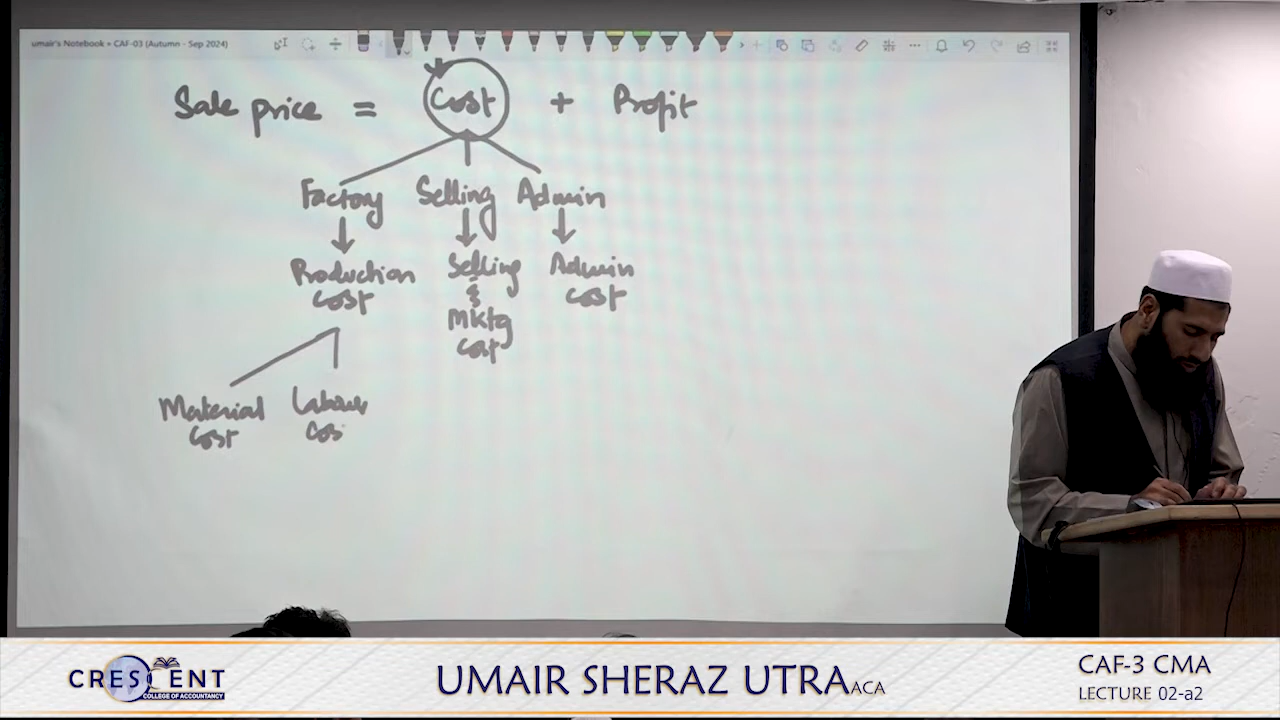 umair's Notebook » CAF-03 (Autumn - Sep 2024)
Sale price = Cost + Profit
Factory Selling Admin
Production cost
Selling & Mktg cost
Admin cost
Material cost
Labour cos
CRESCENT
COLLEGE OF ACCOUNTANCY
UMAIR SHERAZ UTRA, ACA
CAF-3 CMA
LECTURE 02-a2